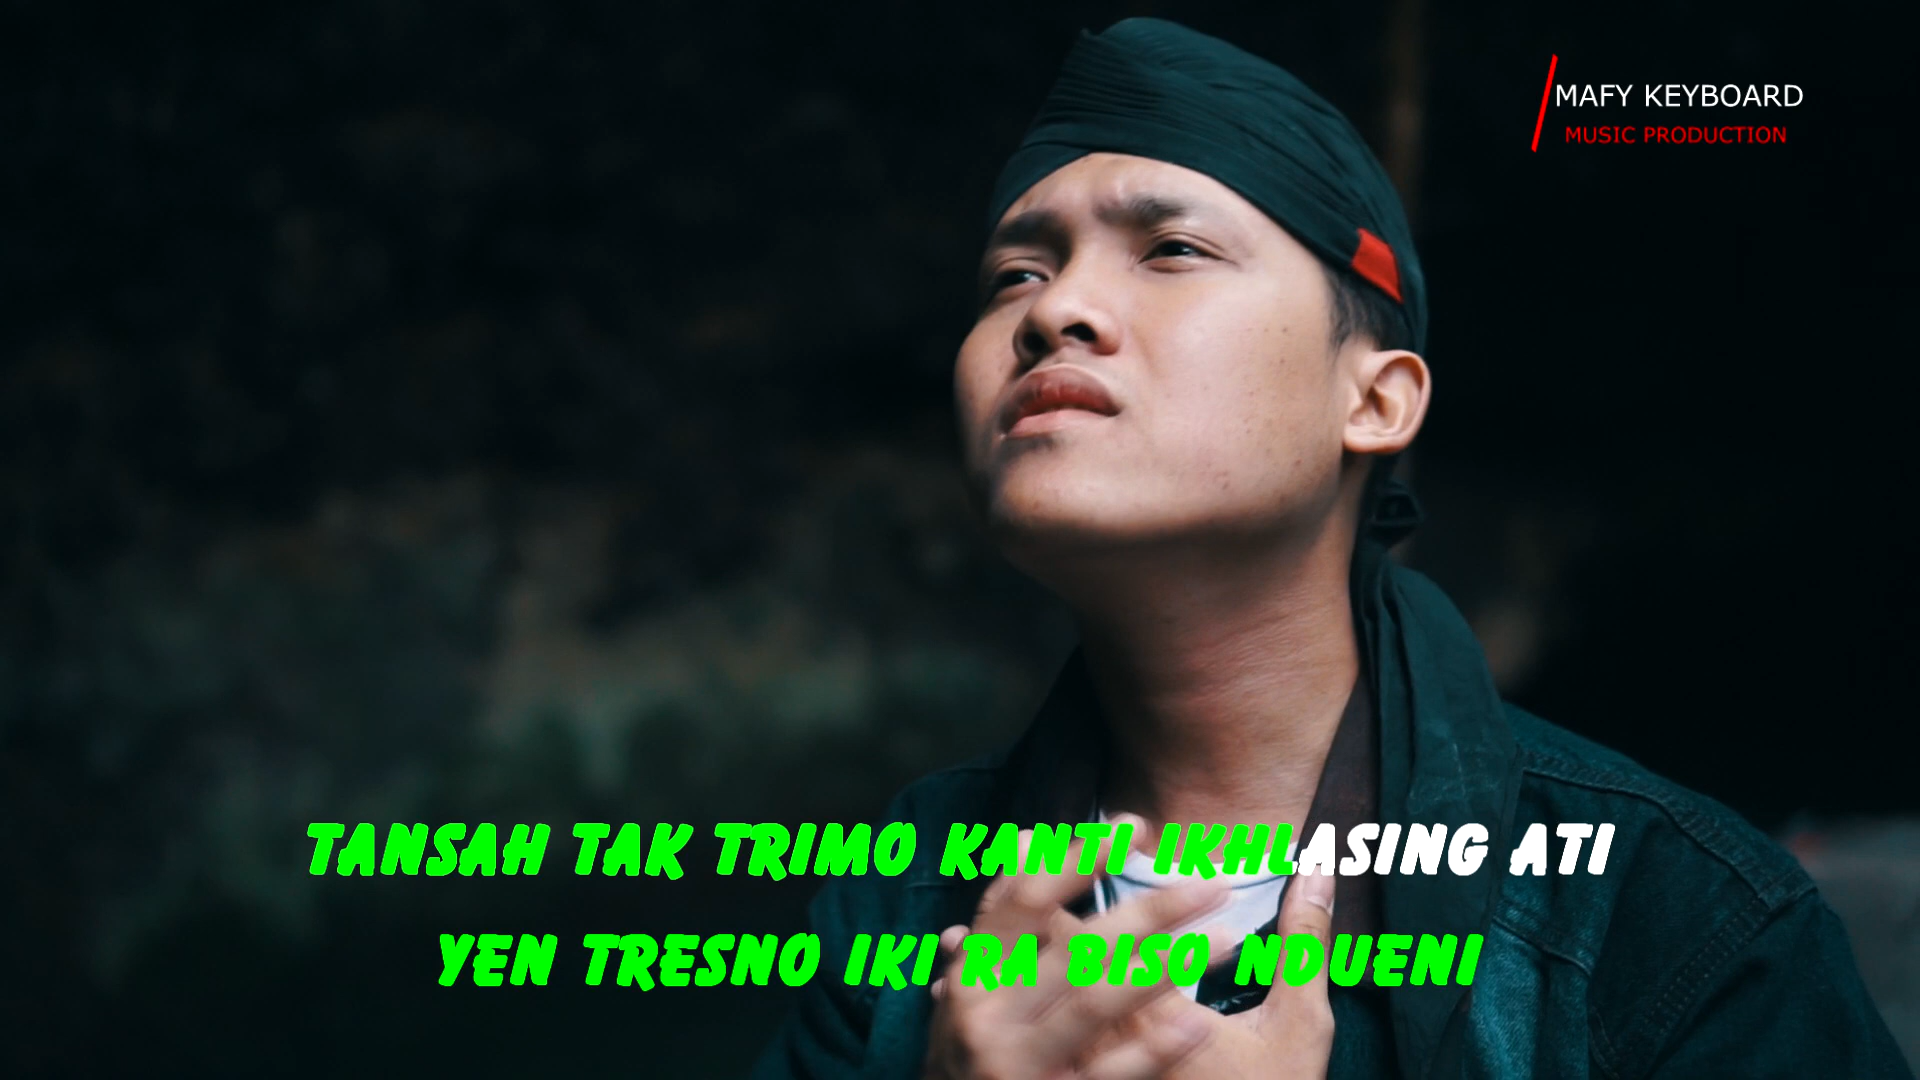 MAFY KEYBOARD
MUSIC PRODUCTION
TANSAH TAK TRIMO KANTI IKHLASING ATI
YEN TRESNO IKI RA BISO NDUENI